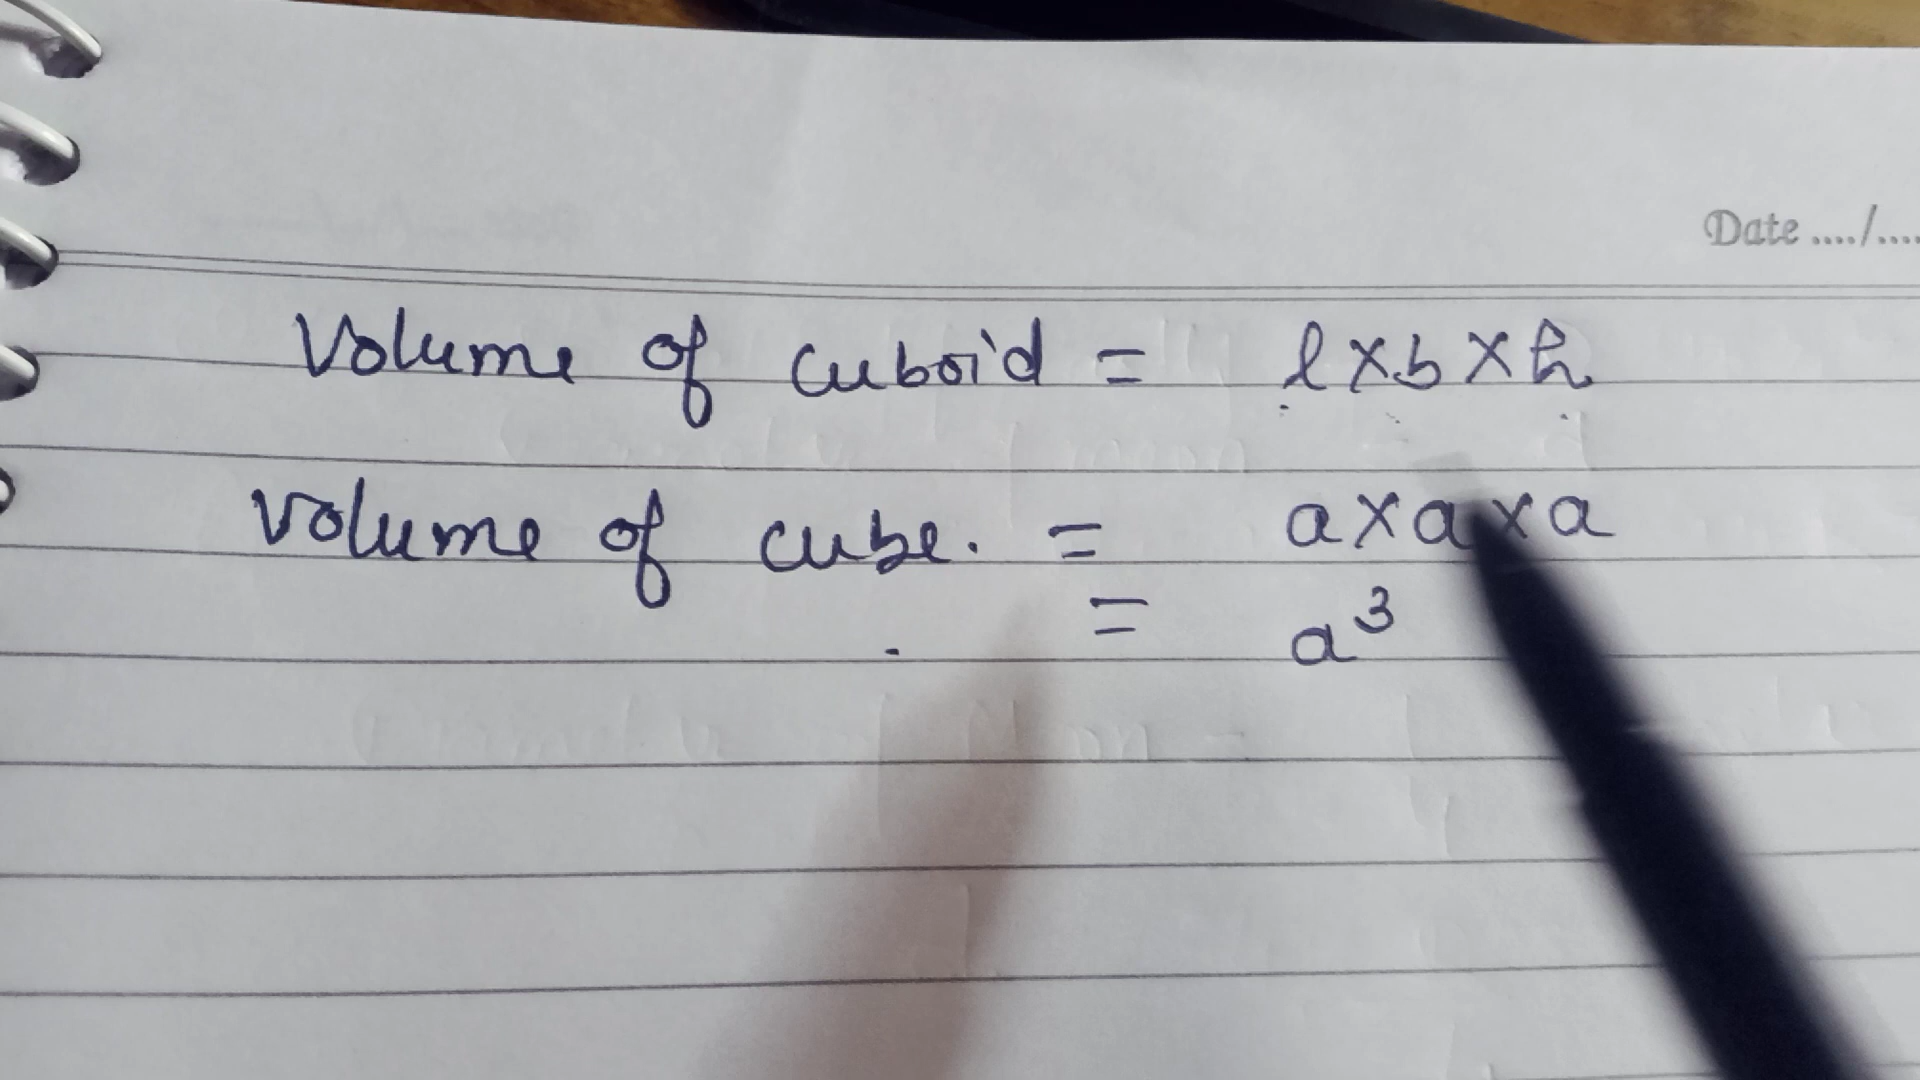 Date ..../....
Volume of cuboid = l×b×h
Volume of cube. = a×a×a
= a³